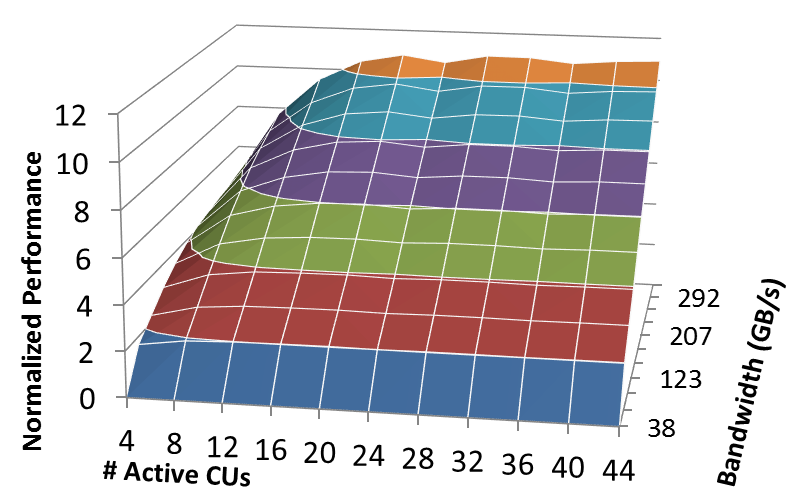 Normalized Performance
12
10
8
6
4
2
0
4 8 12 16 20 24 28 32 36 40 44
# Active CUs
292
207
123
38
Bandwidth (GB/s)